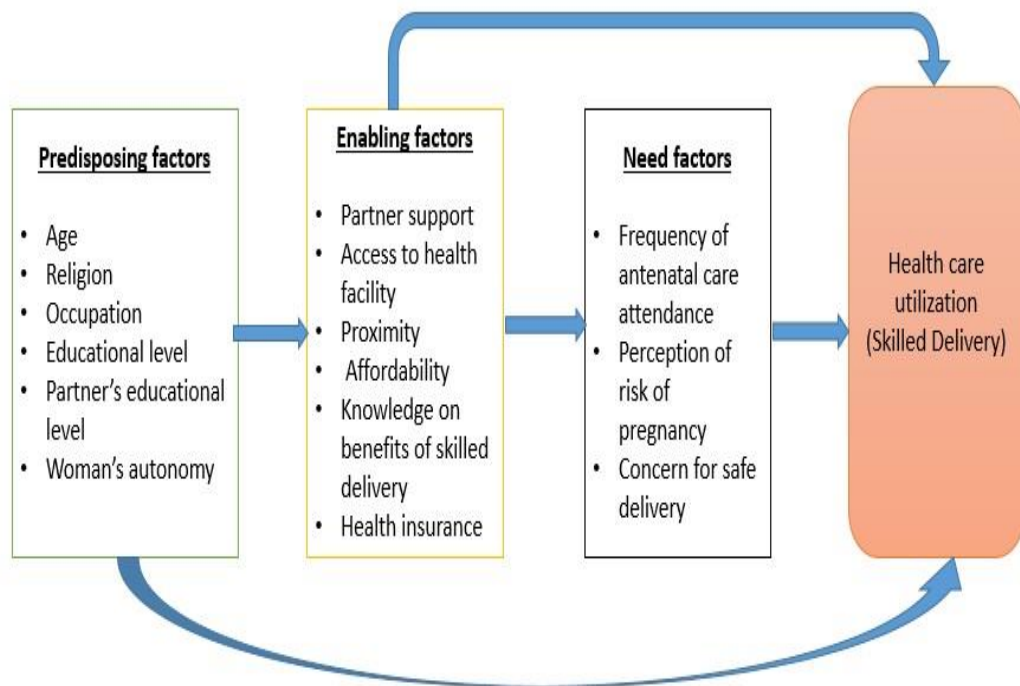 Predisposing factors
• Age
• Religion
• Occupation
• Educational level
• Partner’s educational
level
• Woman’s autonomy
Enabling factors
• Partner support
• Access to health
facility
• Proximity
• Affordability
• Knowledge on
benefits of skilled
delivery
• Health insurance
Need factors
• Frequency of
antenatal care
attendance
• Perception of
risk of
pregnancy
• Concern for safe
delivery
Health care
utilization
(Skilled Delivery)